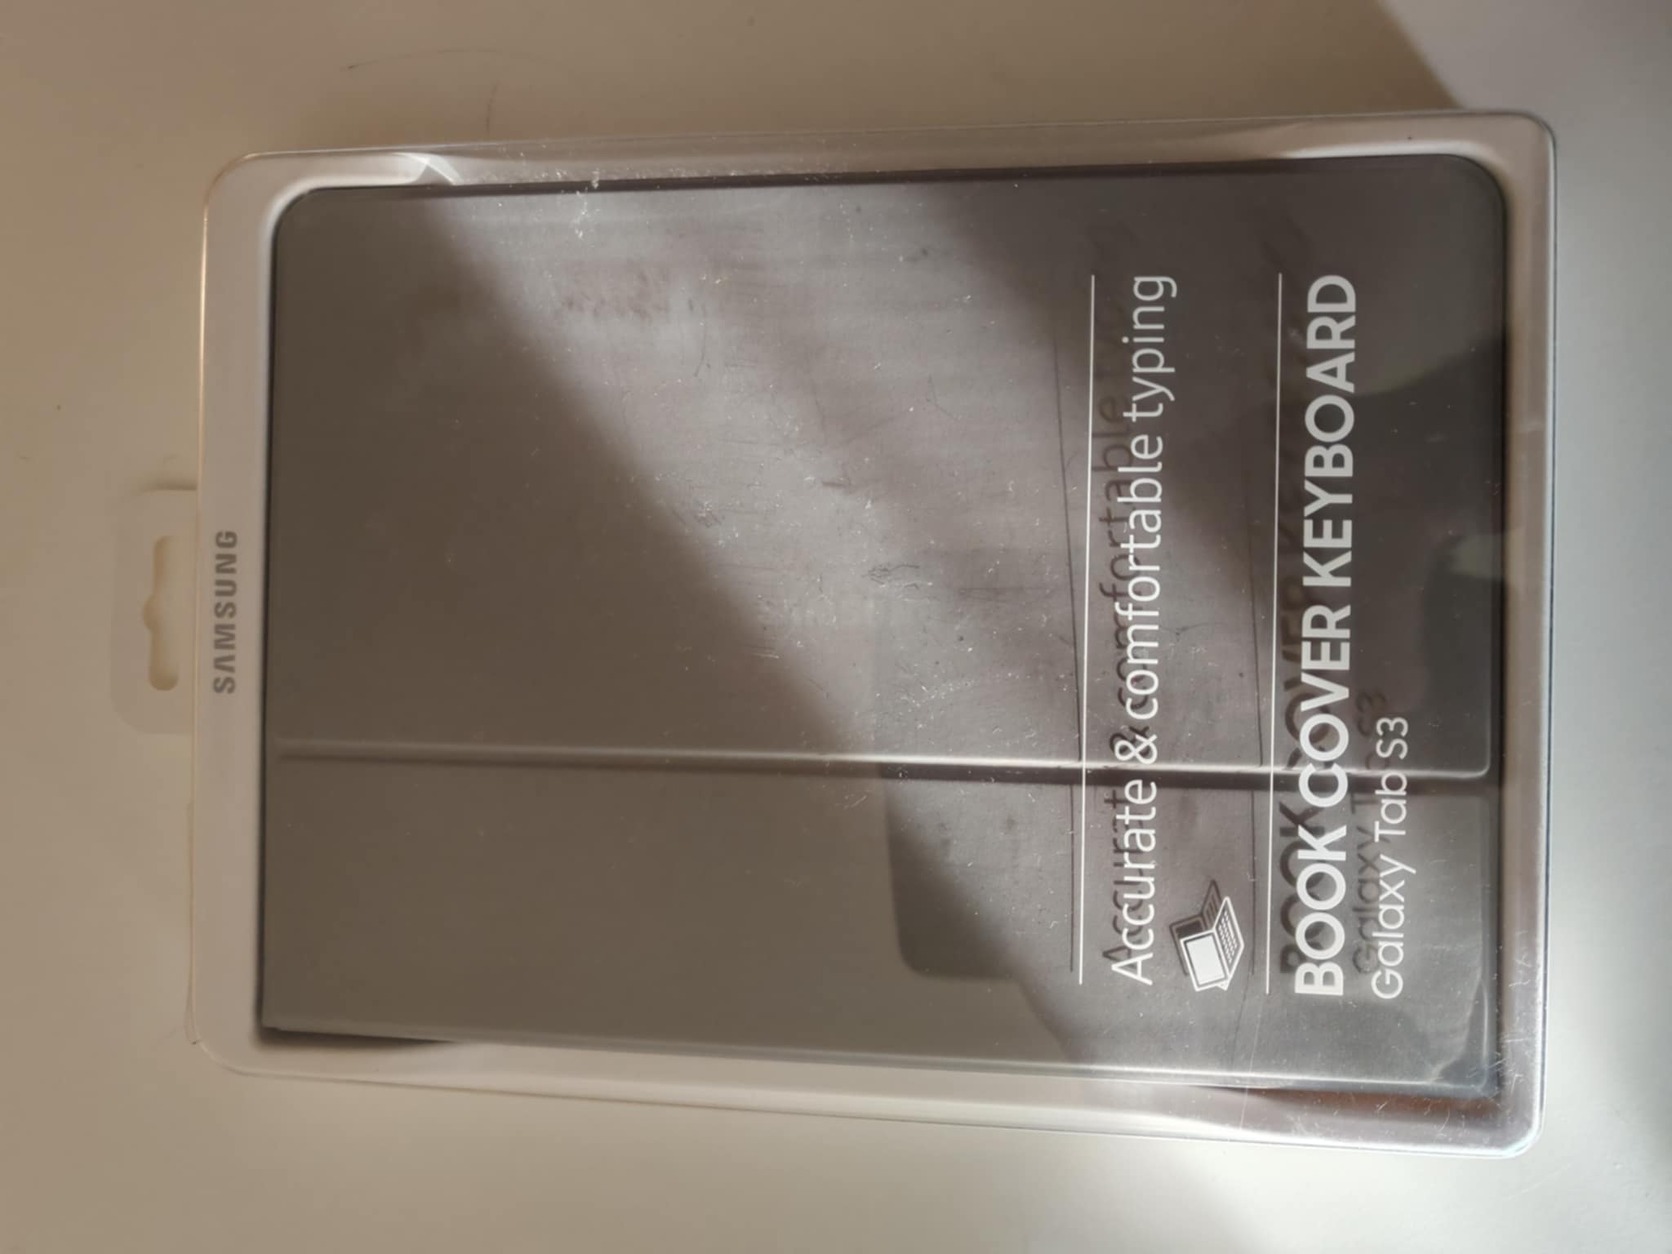 SAMSUNG
Accurate & comfortable typing
BOOK COVER KEYBOARD
Galaxy Tab S3